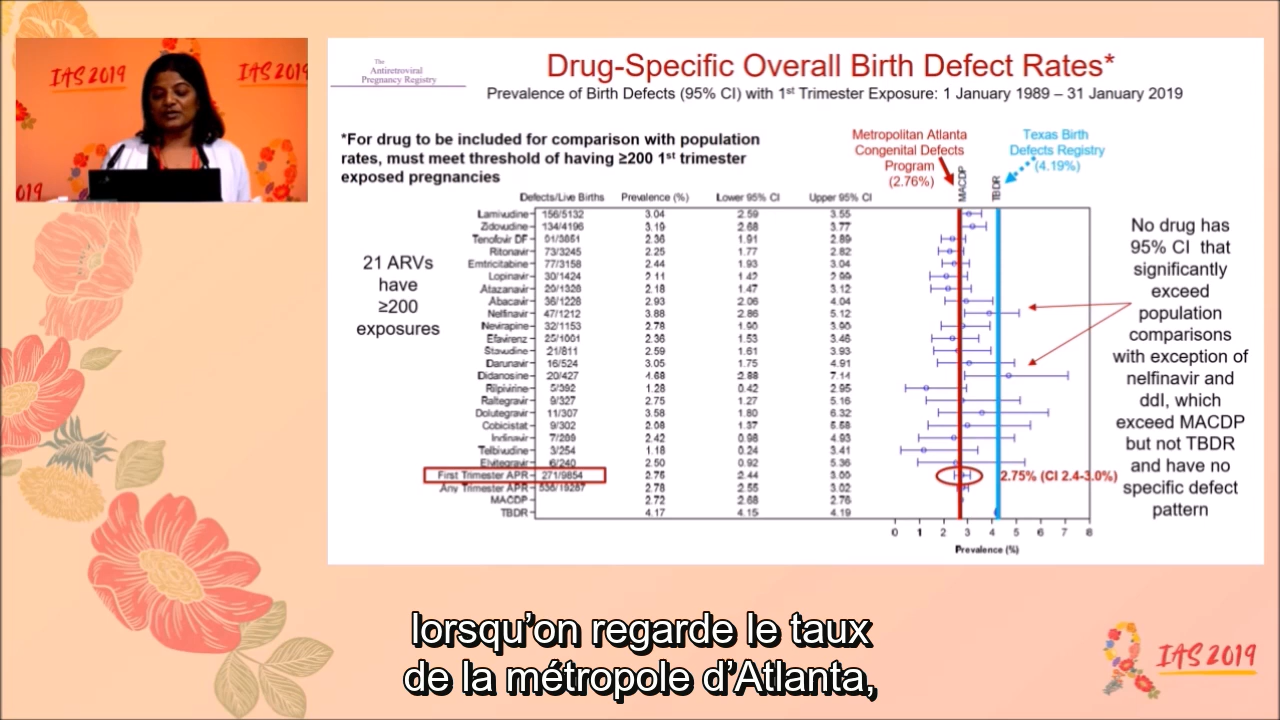 IAS 2019
IAS 2019
019
The
Antiretroviral
Pregnancy Registry
Drug-Specific Overall Birth Defect Rates*
Prevalence of Birth Defects (95% CI) with 1st Trimester Exposure: 1 January 1989 – 31 January 2019
*For drug to be included for comparison with population
rates, must meet threshold of having ≥200 1st trimester
exposed pregnancies
Metropolitan Atlanta
Congenital Defects
Program
(2.76%)
MACDP
Texas Birth
Defects Registry
(4.19%)
TBDR
21 ARVs
have
≥200
exposures
Defects/Live Births Prevalence (%) Lower 95% CI Upper 95% CI
Lamivudine 156/5132 3.04 2.59 3.55
Zidovudine 134/4196 3.19 2.68 3.77
Tenofovir DF 2.36 1.91 2.89
Ritonavir 73/3245 2.25 1.77 2.82
Emtricitabine 77/3158 2.44 1.93 3.04
Lopinavir 30/1424 2.11 1.42 2.99
Atazanavir 2.18 1.47 3.12
Abacavir 36/1228 2.93 2.06 4.04
Nelfinavir 47/1212 3.88 2.86 5.12
Nevirapine 32/1153 2.78 1.90 3.90
Efavirenz 2.36 1.53 3.46
Stavudine 21/811 2.59 1.61 3.93
Darunavir 16/524 3.05 1.75 4.91
Didanosine 20/427 4.68 2.88 7.14
Rilpivirine 5/392 1.28 0.42 2.95
Raltegravir 9/327 2.75 1.27 5.16
Dolutegravir 11/307 3.58 1.80 6.32
Cobicistat 9/302 1.37
Indinavir 2.42 0.98 4.93
Telbivudine 3/254 1.18 0.24 3.41
Elvitegravir 6/240 2.50 0.92 5.36
First Trimester APR 271/9854 2.75 2.44 3.00
Any Trimester APR 2.78 2.55 3.02
MACDP 2.72 2.68 2.76
TBDR 4.17 4.15 4.19
2.75% (CI 2.4-3.0%)
0 1 2 3 4 5 6 7 8
Prevalence (%)
No drug has
95% CI that
significantly
exceed
population
comparisons
with exception of
nelfinavir and
ddI, which
exceed MACDP
but not TBDR
and have no
specific defect
pattern
lorsqu’on regarde le taux
de la métropole d’Atlanta,
IAS 2019